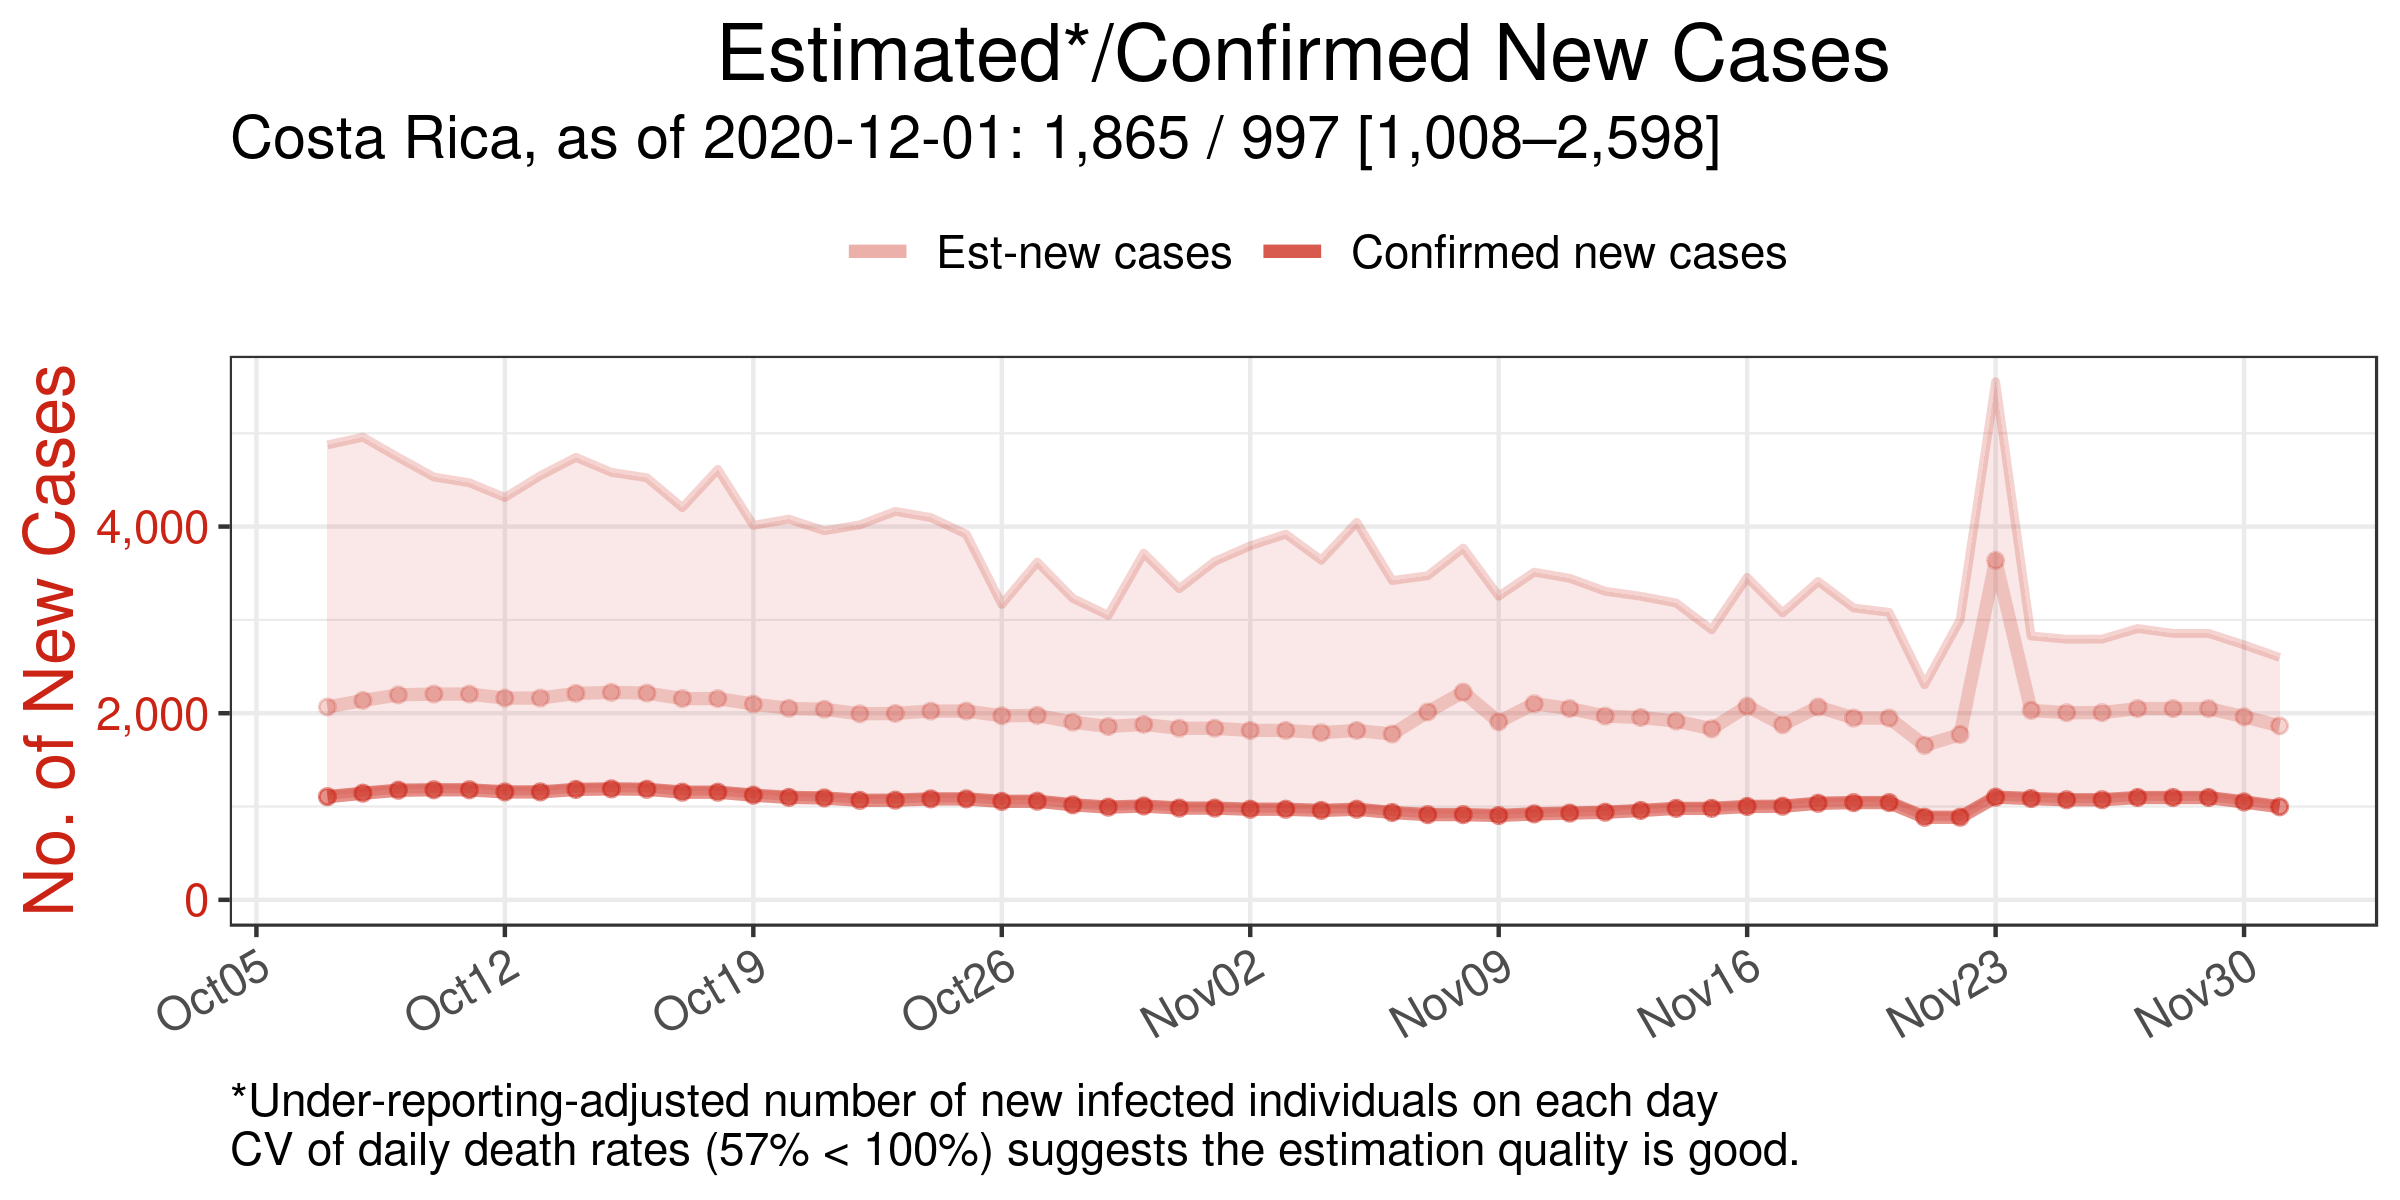 Estimated*/Confirmed New Cases
Costa Rica, as of 2020-12-01: 1,865 / 997 [1,008–2,598]
Est-new cases
Confirmed new cases
No. of New Cases
4,000
2,000
0
Oct05
Oct12
Oct19
Oct26
Nov02
Nov09
Nov16
Nov23
Nov30
*Under-reporting-adjusted number of new infected individuals on each day
CV of daily death rates (57% < 100%) suggests the estimation quality is good.